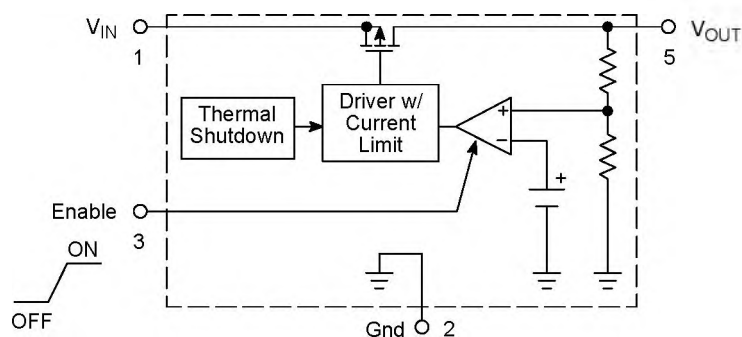 VIN
1
VOUT
5
Thermal
Shutdown
Driver w/
Current
Limit
+
−
+
Enable
3
ON
OFF
Gnd
2